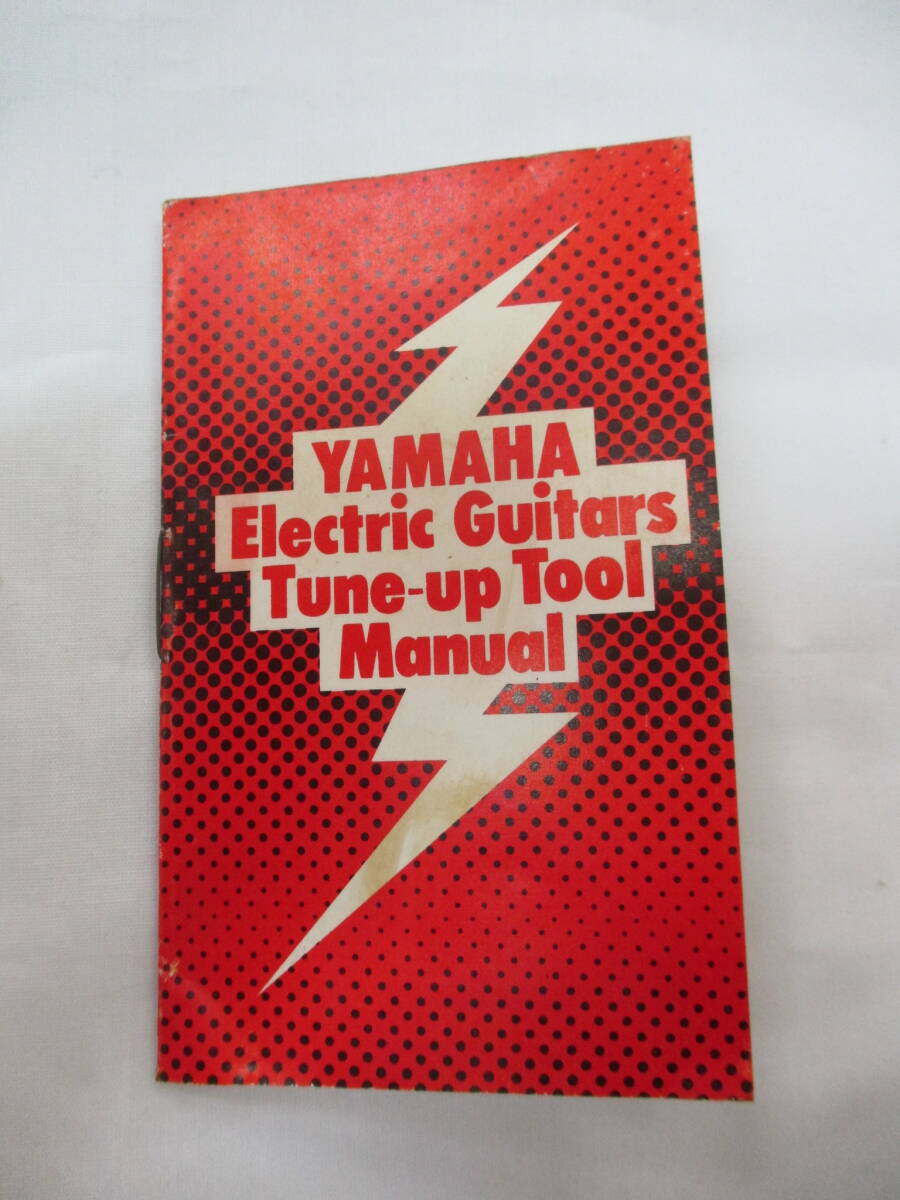 YAMAHA
Electric Guitars
Tune-up Tool
Manual